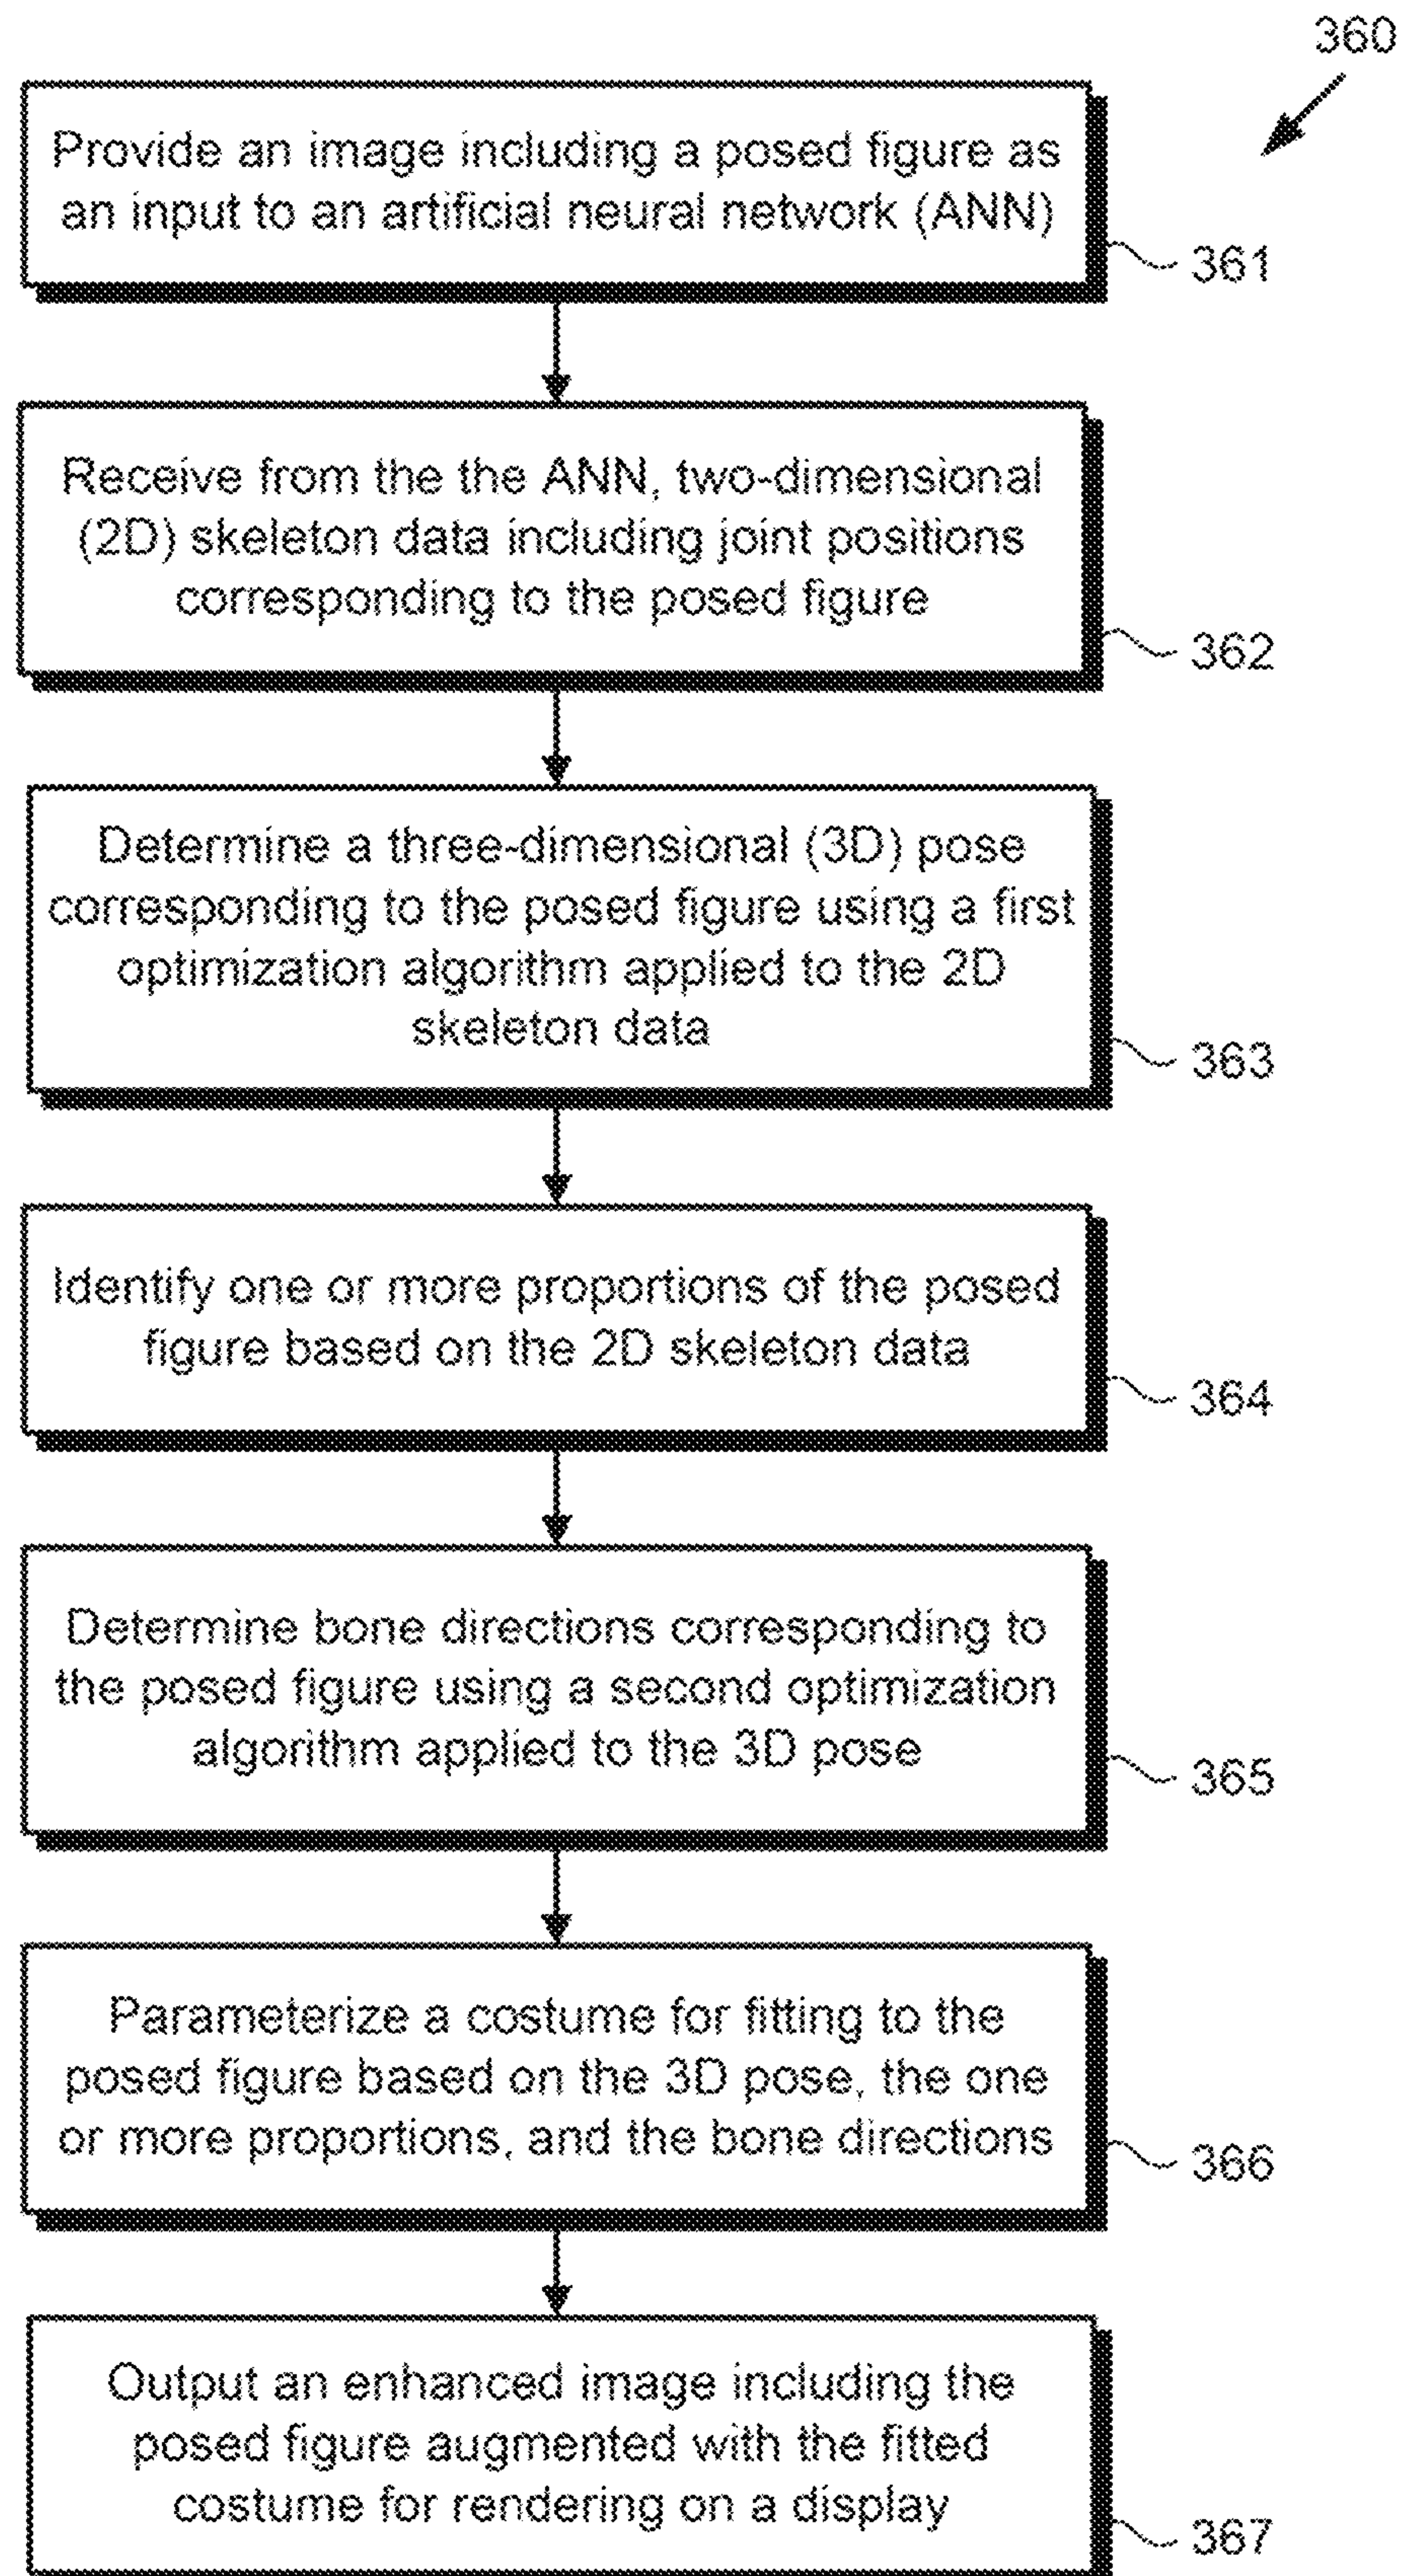 360
Provide an image including a posed figure as
an input to an artificial neural network (ANN)
361
Receive from the the ANN, two-dimensional
(2D) skeleton data including joint positions
corresponding to the posed figure
362
Determine a three-dimensional (3D) pose
corresponding to the posed figure using a first
optimization algorithm applied to the 2D
skeleton data
363
Identify one or more proportions of the posed
figure based on the 2D skeleton data
364
Determine bone directions corresponding to
the posed figure using a second optimization
algorithm applied to the 3D pose
365
Parameterize a costume for fitting to the
posed figure based on the 3D pose, the one
or more proportions, and the bone directions
366
Output an enhanced image including the
posed figure augmented with the fitted
costume for rendering on a display
367